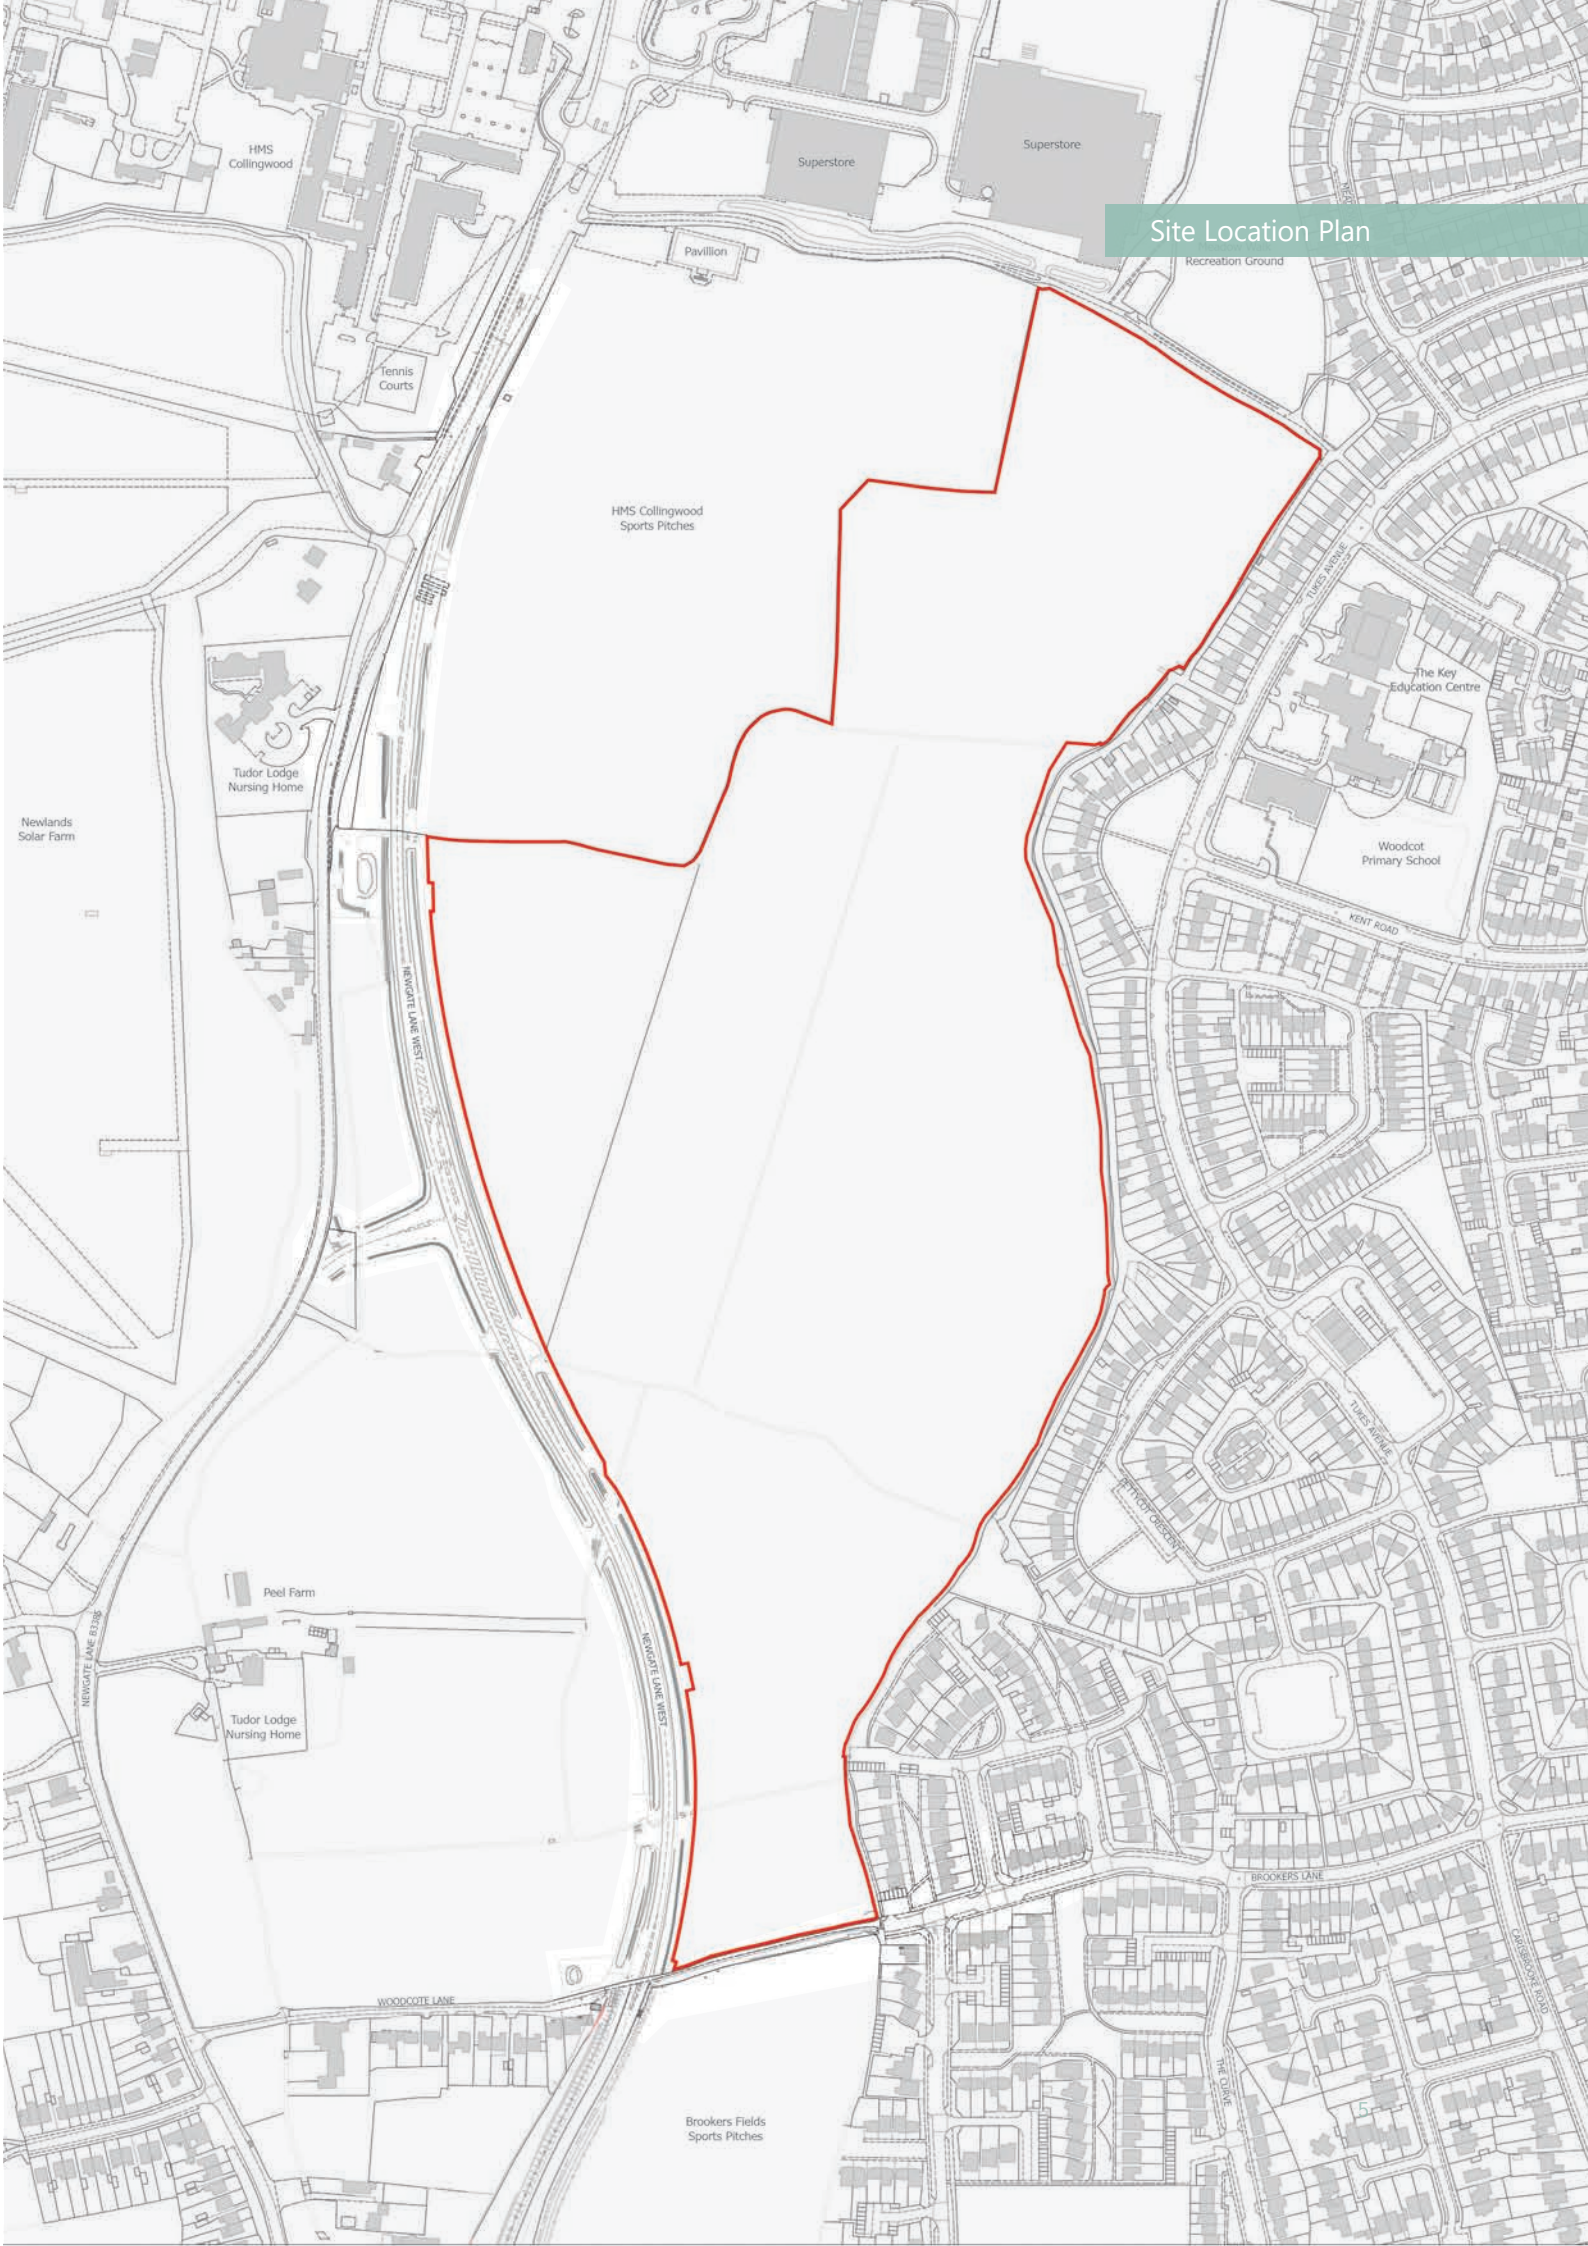 HMS
Collingwood
Superstore
Superstore
Site Location Plan
Pavillion
Recreation Ground
Tennis
Courts
HMS Collingwood
Sports Pitches
TUKES AVENUE
The Key
Education Centre
Tudor Lodge
Nursing Home
Newlands
Solar Farm
Woodcot
Primary School
KENT ROAD
NEWGATE LANE WEST
TUKES AVENUE
PETTYCOT CRESCENT
Peel Farm
NEWGATE LANE B3385
NEWGATE LANE WEST
Tudor Lodge
Nursing Home
BROOKERS LANE
CARISBROOKE ROAD
WOODCOTE LANE
THE CURVE
Brookers Fields
Sports Pitches
5